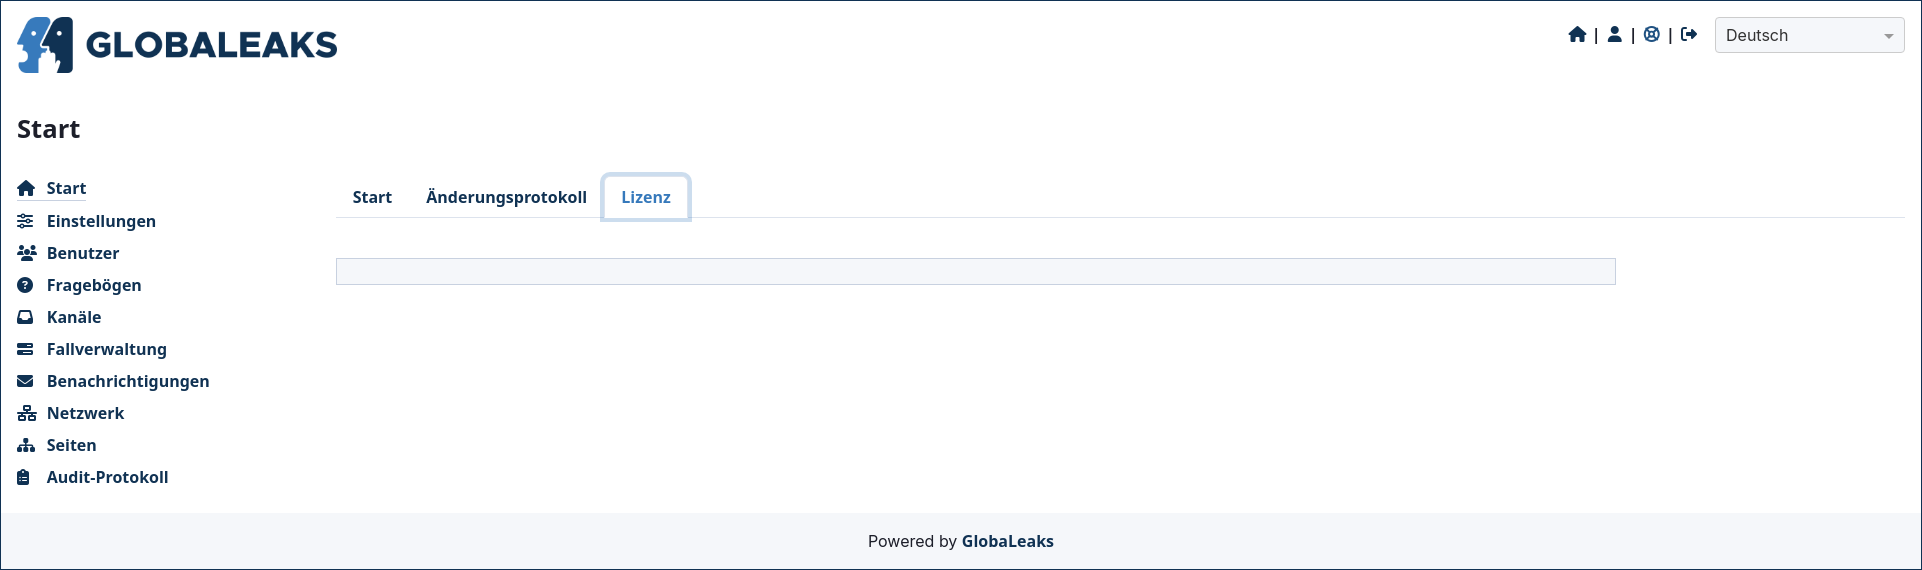 GLOBALEAKS
| | | Deutsch
Start
Start
Einstellungen
Benutzer
Fragebögen
Kanäle
Fallverwaltung
Benachrichtigungen
Netzwerk
Seiten
Audit-Protokoll
Start Änderungsprotokoll Lizenz
Powered by GlobaLeaks